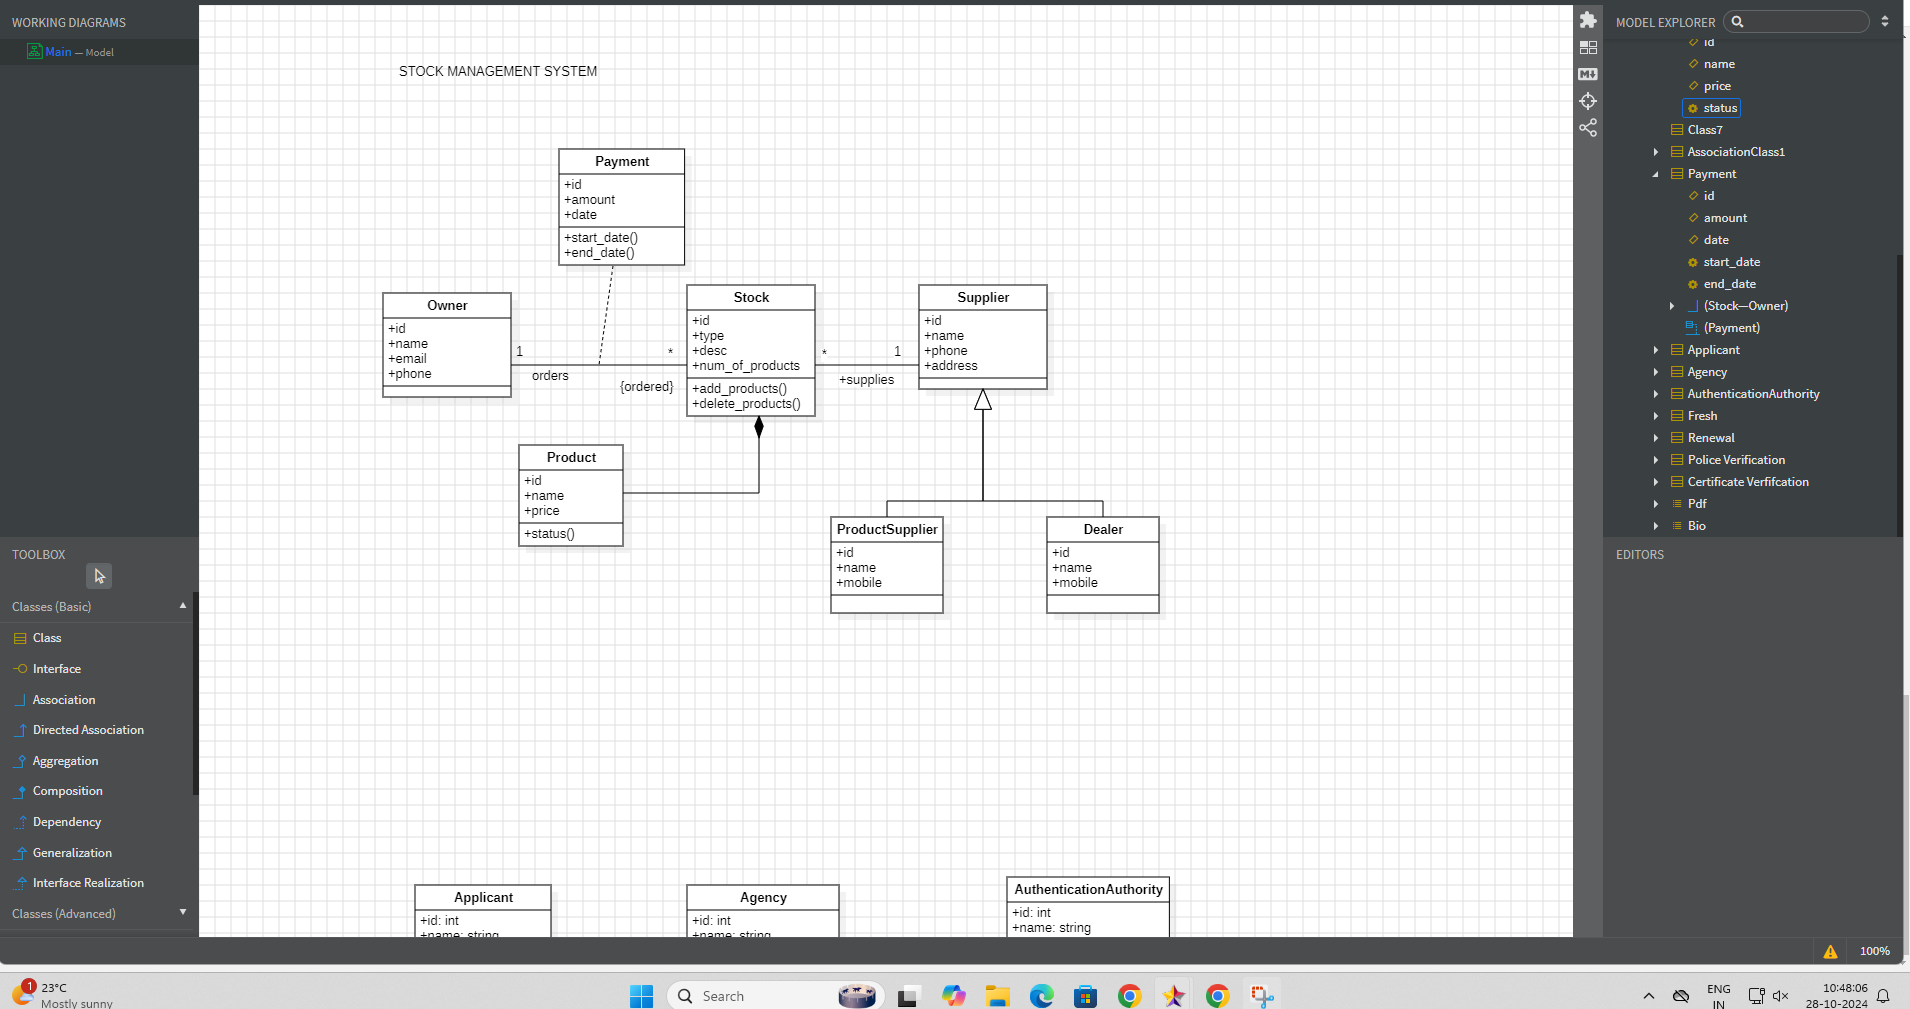 WORKING DIAGRAMS
Main — Model
STOCK MANAGEMENT SYSTEM
Payment
+id
+amount
+date
+start_date()
+end_date()
Owner
+id
+name
+email
+phone
1
orders
*
{ordered}
Stock
+id
+type
+desc
+num_of_products
+add_products()
+delete_products()
*
1
+supplies
Supplier
+id
+name
+phone
+address
Product
+id
+name
+price
+status()
ProductSupplier
+id
+name
+mobile
Dealer
+id
+name
+mobile
Applicant
+id: int
+name: string
Agency
+id: int
+name: string
AuthenticationAuthority
+id: int
+name: string
TOOLBOX
Classes (Basic)
Class
Interface
Association
Directed Association
Aggregation
Composition
Dependency
Generalization
Interface Realization
Classes (Advanced)
MODEL EXPLORER
id
name
price
status
Class7
AssociationClass1
Payment
id
amount
date
start_date
end_date
(Stock—Owner)
(Payment)
Applicant
Agency
AuthenticationAuthority
Fresh
Renewal
Police Verification
Certificate Verifcation
Pdf
Bio
EDITORS
M
100%
1
23°C
Mostly sunny
Search
ENG
IN
10:48:06
28-10-2024